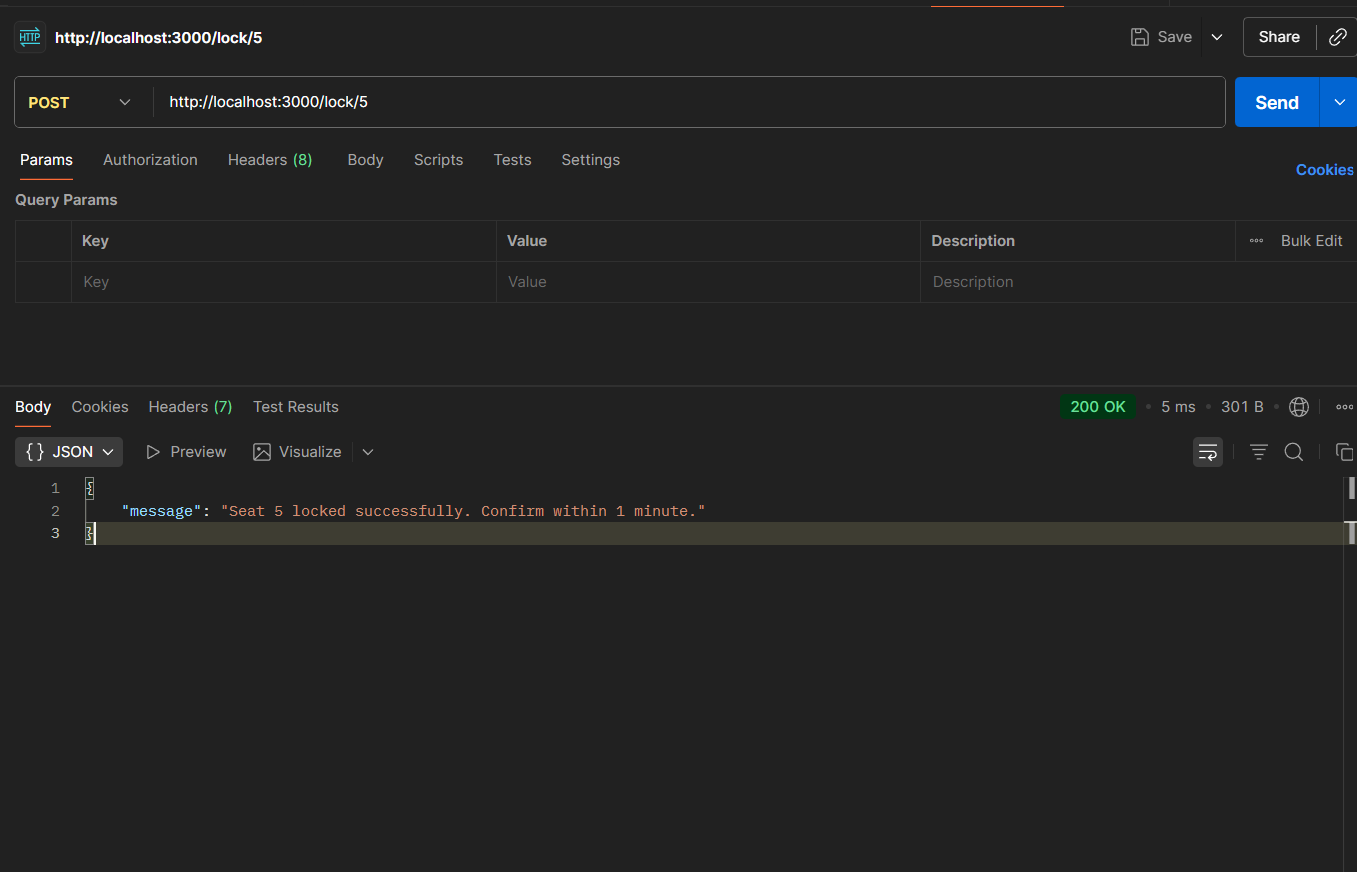 HTTP http://localhost:3000/lock/5 Save Share
POST http://localhost:3000/lock/5 Send
Params Authorization Headers (8) Body Scripts Tests Settings Cookies
Query Params
Key Value Description Bulk Edit
Key Value Description
Body Cookies Headers (7) Test Results 200 OK • 5 ms • 301 B •
{ } JSON Preview Visualize
1 {
2 "message": "Seat 5 locked successfully. Confirm within 1 minute."
3 }